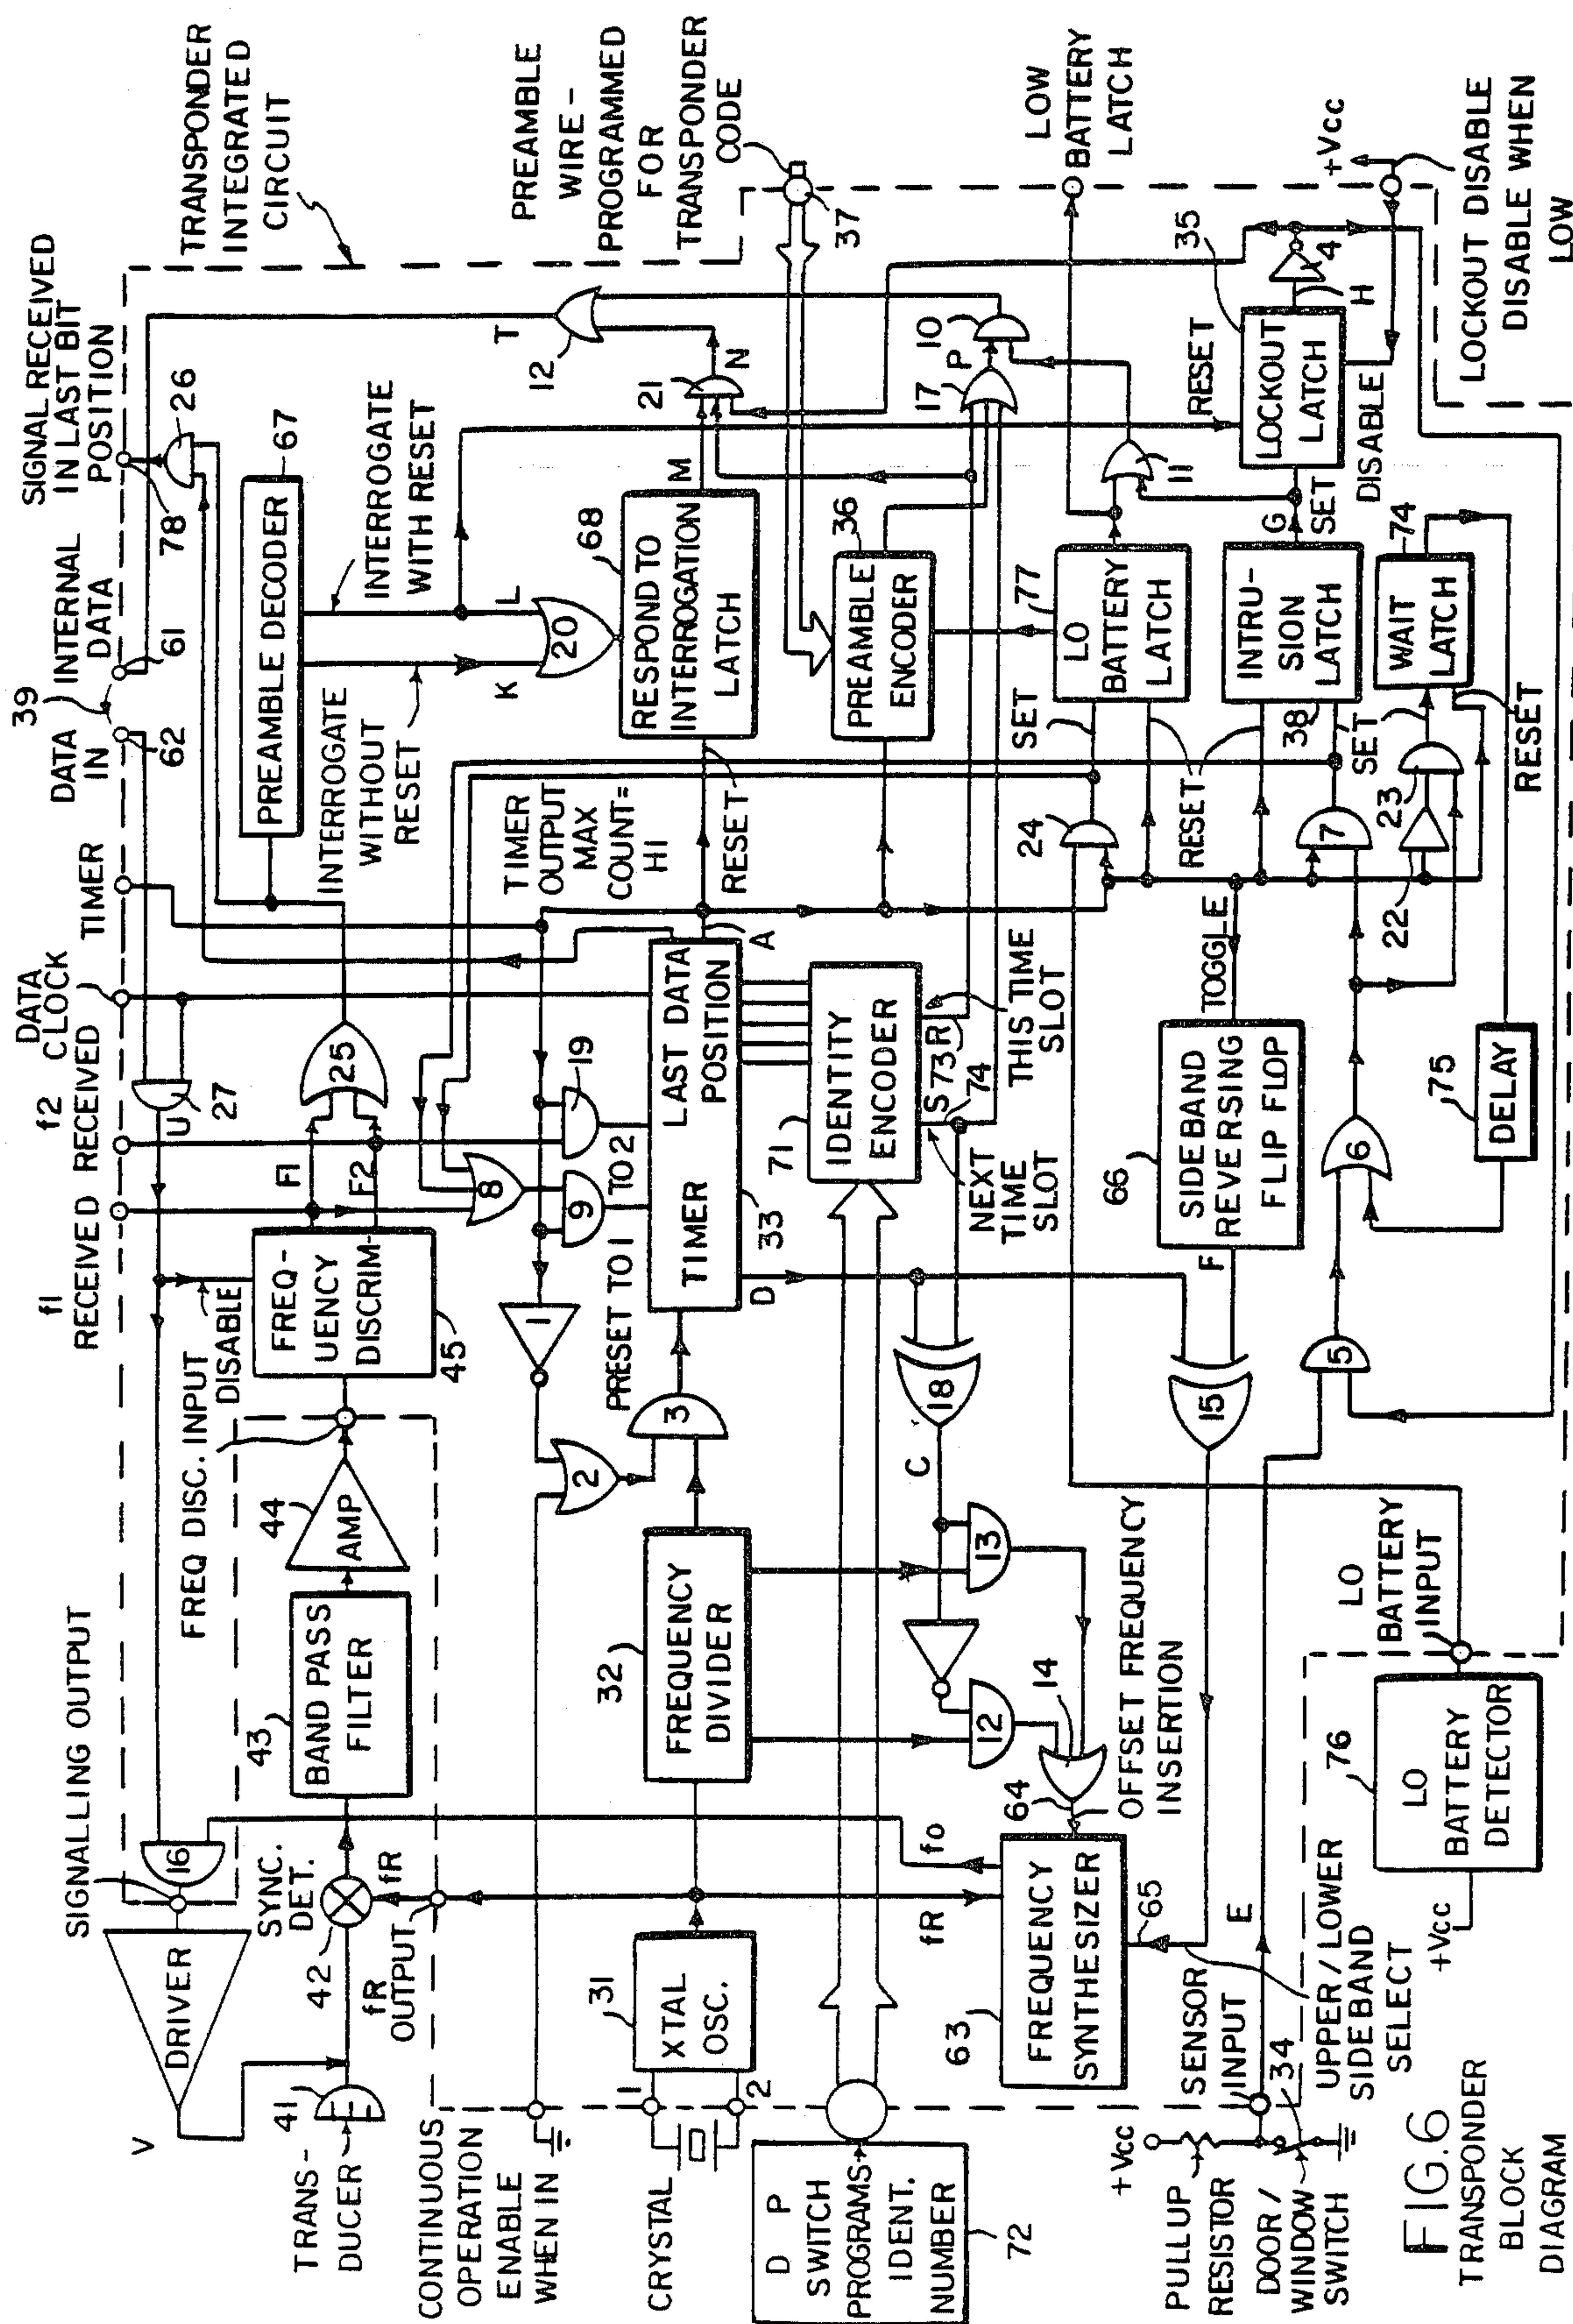 SIGNALLING OUTPUT
f1
RECEIVED
f2
RECEIVED
DATA
CLOCK
TIMER
DATA
IN
39
INTERNAL
DATA
SIGNAL RECEIVED
IN LAST BIT
POSITION
TRANSPONDER
INTEGRATED
CIRCUIT
V
DRIVER
16
U
27
62
61
78
26
TRANS-
DUCER
41
42
SYNC.
DET.
fR
fR
OUTPUT
43
BAND PASS
FILTER
44
AMP
FREQ DISC. INPUT
DISABLE
FREQ-
UENCY
DISCRIM-
45
F1
F2
25
PREAMBLE DECODER
67
INTERROGATE
WITHOUT
RESET
INTERROGATE
WITH RESET
K
L
20
T
12
PREAMBLE
WIRE-
PROGRAMMED
FOR
TRANSPONDER
CODE
37
CONTINUOUS
OPERATION
ENABLE
WHEN IN
1
2
3
8
9
19
PRESET TO 1
TO 2
TIMER
OUTPUT
MAX
COUNT=
HI
RESPOND TO
INTERROGATION
LATCH
68
M
21
N
RESET
CRYSTAL
1
2
XTAL
OSC.
31
FREQUENCY
DIVIDER
32
TIMER
LAST DATA
POSITION
33
A
D
D P
SWITCH
PROGRAMS
IDENT.
NUMBER
72
IDENTITY
ENCODER
71
S
73
R
74
NEXT
TIME
SLOT
THIS TIME
SLOT
PREAMBLE
ENCODER
36
17
P
10
18
C
13
12
14
64
OFFSET FREQUENCY
INSERTION
fR
fo
FREQUENCY
SYNTHESIZER
63
65
24
SET
LO
BATTERY
LATCH
77
11
LOW
BATTERY
LATCH
RESET
TOGGLE
SIDEBAND
REVERSING
FLIP FLOP
66
F
15
INTRU-
SION
LATCH
38
SET
7
G
SET
RESET
LOCKOUT
LATCH
35
H
4
DISABLE
+Vcc
LOCKOUT DISABLE
DISABLE WHEN
LOW
22
23
WAIT
LATCH
74
RESET
6
5
DELAY
75
+Vcc
PULLUP
RESISTOR
SENSOR
INPUT
34
E
DOOR/
WINDOW
SWITCH
UPPER/LOWER
SIDEBAND
SELECT
LO
BATTERY
INPUT
LO
BATTERY
DETECTOR
76
+Vcc
FIG.6
TRANSPONDER
BLOCK
DIAGRAM